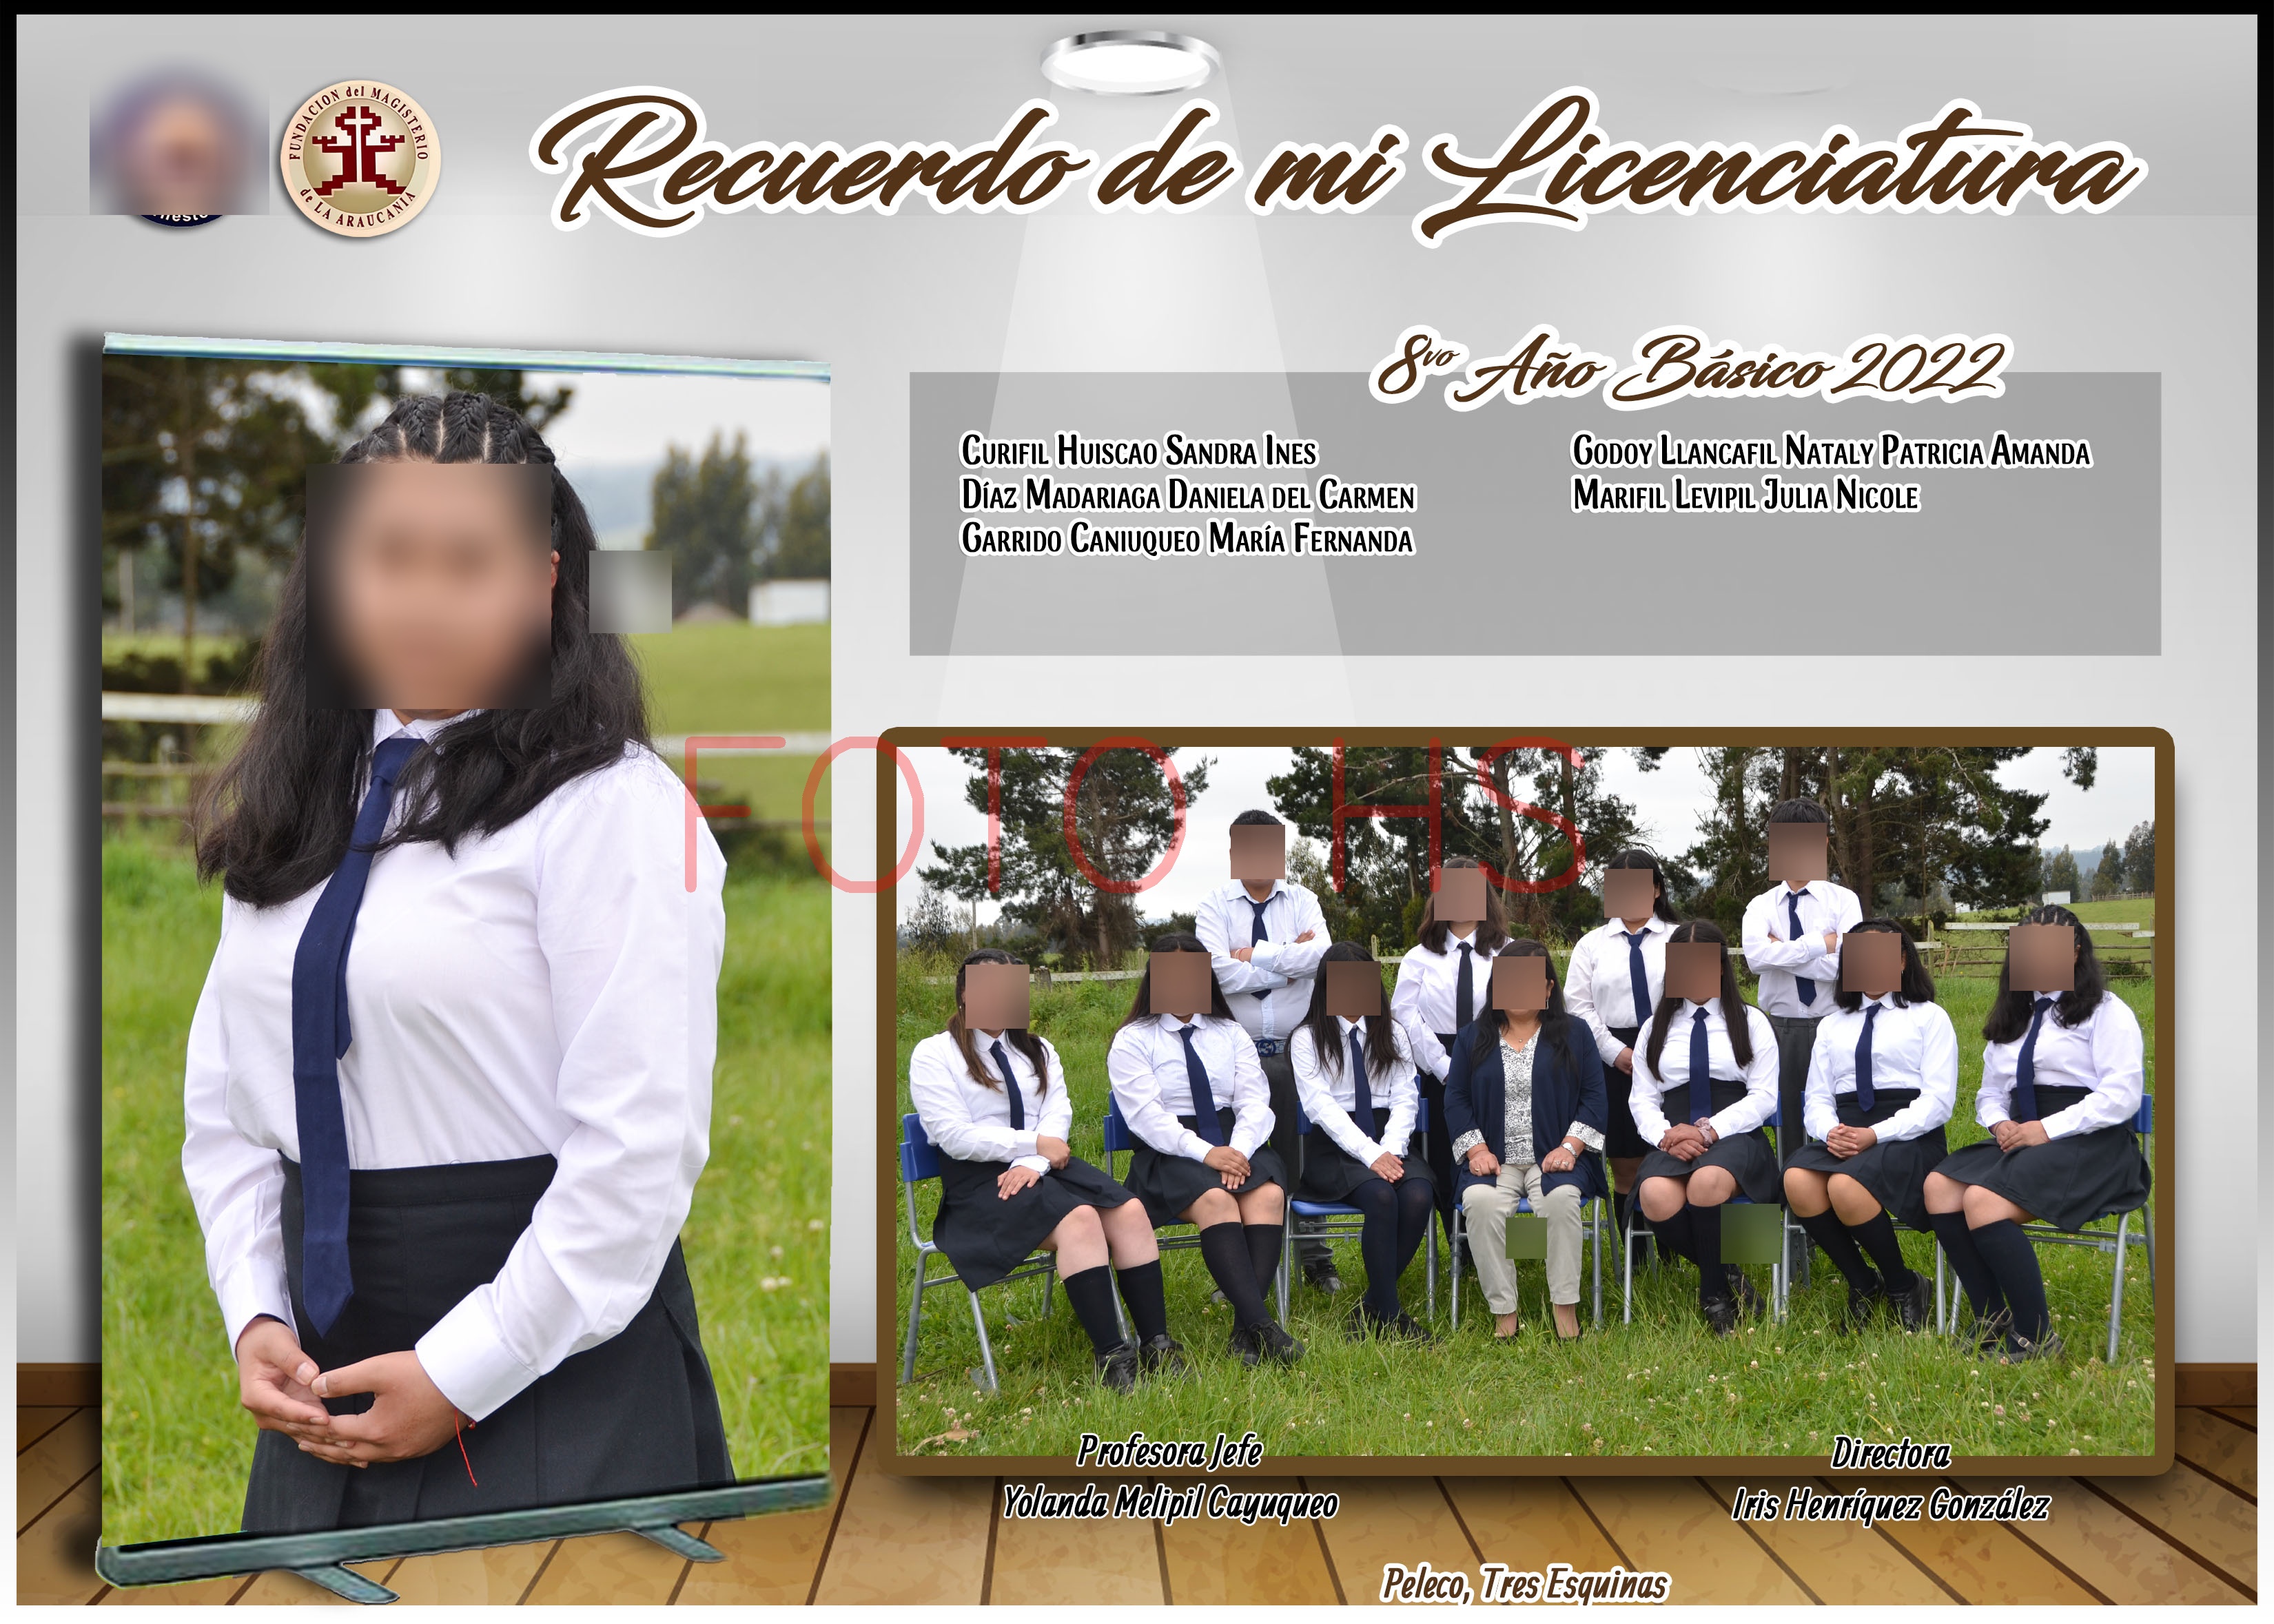 FUNDACION del MAGISTERIO
de LA ARAUCANIA
Recuerdo de mi Licenciatura
8vo Año Básico 2022
Curifil Huiscao Sandra Ines
Díaz Madariaga Daniela del Carmen
Garrido Caniuqueo María Fernanda
Godoy Llancafil Nataly Patricia Amanda
Marifil Levipil Julia Nicole
FOTO HS
Profesora Jefe
Yolanda Melipil Cayuqueo
Directora
Iris Henríquez González
Peleco, Tres Esquinas